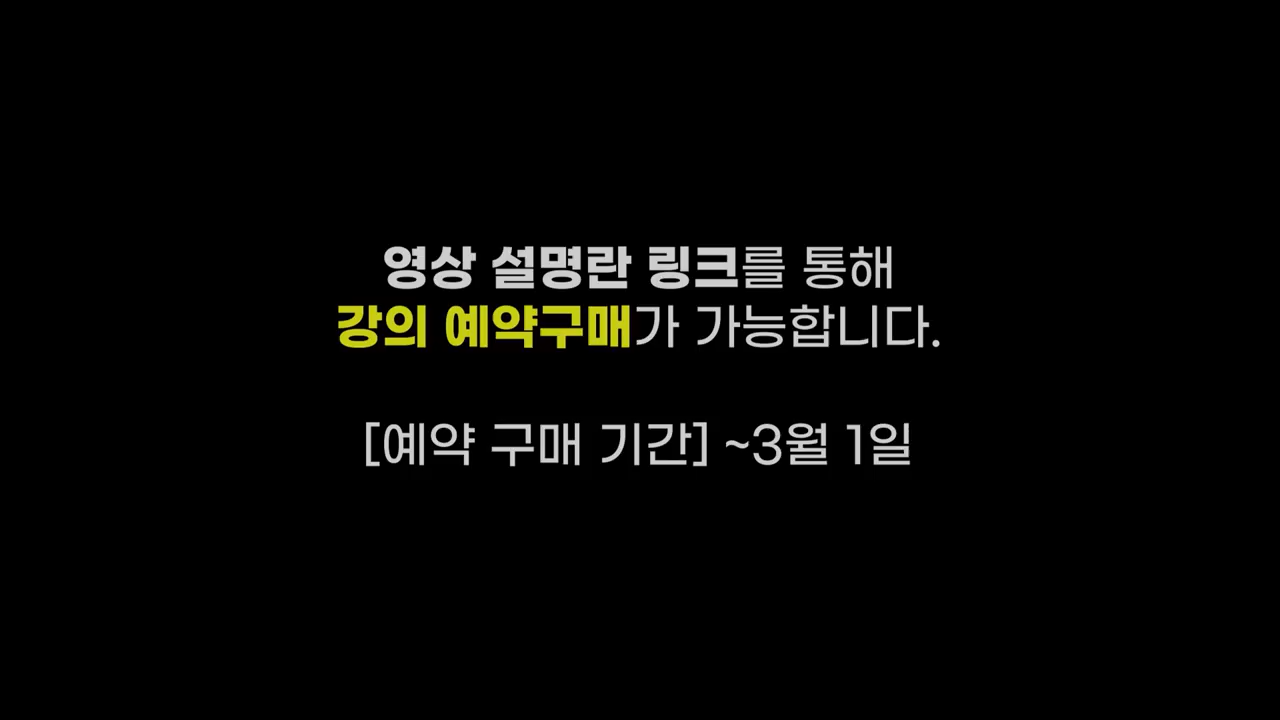 영상 설명란 링크를 통해
강의 예약구매가 가능합니다.
[예약 구매 기간] ~3월 1일